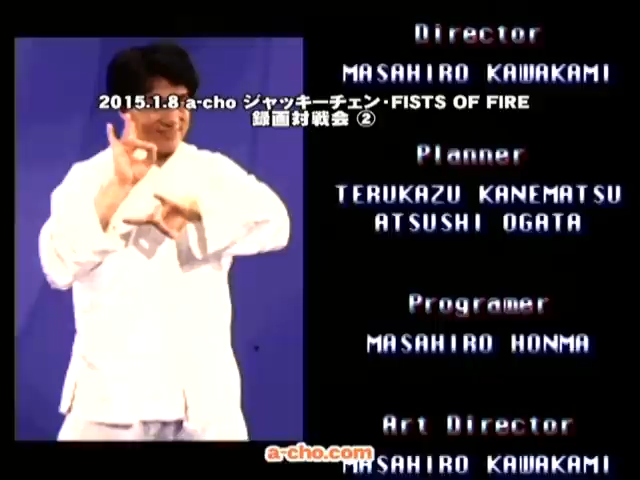 2015.1.8 a-cho ジャッキーチェン・FISTS OF FIRE
録画対戦会 ②
Director
MASAHIRO KAWAKAMI
Planner
TERUKAZU KANEMATSU
ATSUSHI OGATA
Programer
MASAHIRO HONMA
Art Director
MASAHIRO KAWAKAMI
a-cho.com